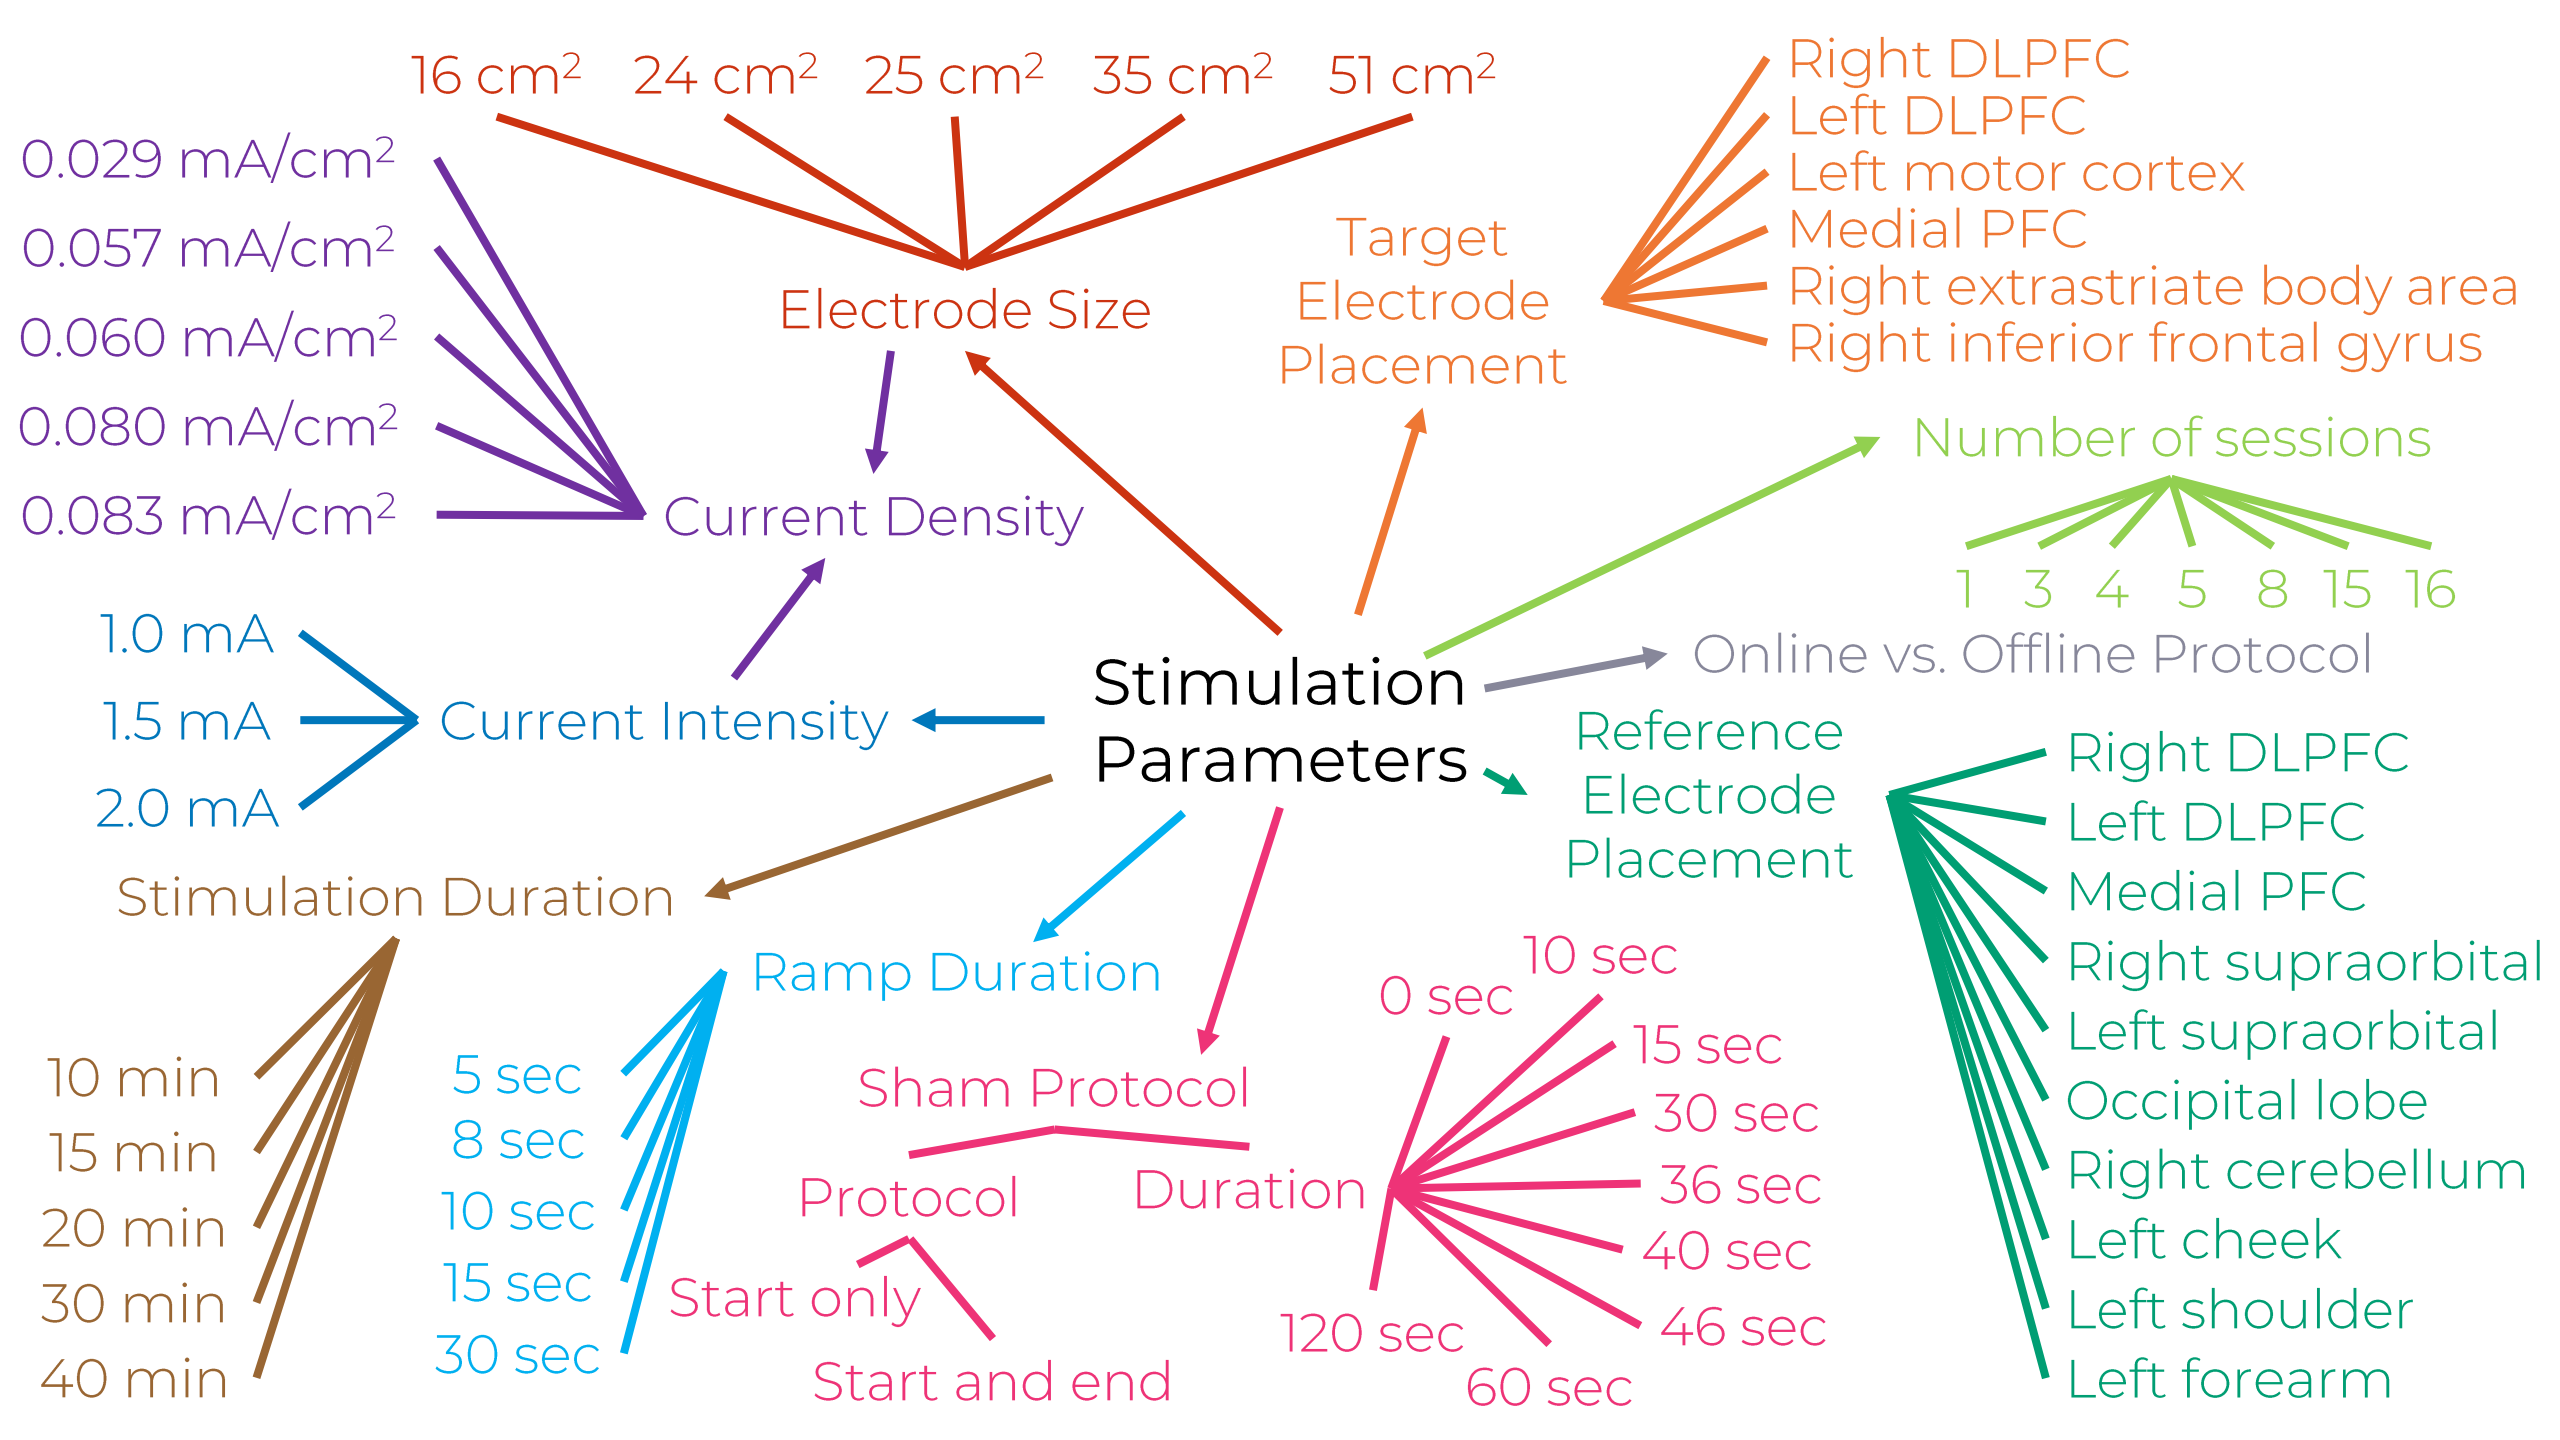 16 cm²
24 cm²
25 cm²
35 cm²
51 cm²
Electrode Size
0.029 mA/cm²
0.057 mA/cm²
0.060 mA/cm²
0.080 mA/cm²
0.083 mA/cm²
Current Density
1.0 mA
1.5 mA
2.0 mA
Current Intensity
Target
Electrode
Placement
Right DLPFC
Left DLPFC
Left motor cortex
Medial PFC
Right extrastriate body area
Right inferior frontal gyrus
Number of sessions
1 3 4 5 8 15 16
Online vs. Offline Protocol
Stimulation
Parameters
Reference
Electrode
Placement
Right DLPFC
Left DLPFC
Medial PFC
Right supraorbital
Left supraorbital
Occipital lobe
Right cerebellum
Left cheek
Left shoulder
Left forearm
Stimulation Duration
10 min
15 min
20 min
30 min
40 min
Ramp Duration
5 sec
8 sec
10 sec
15 sec
30 sec
Sham Protocol
Protocol
Start only
Start and end
Duration
0 sec
10 sec
15 sec
30 sec
36 sec
40 sec
46 sec
60 sec
120 sec